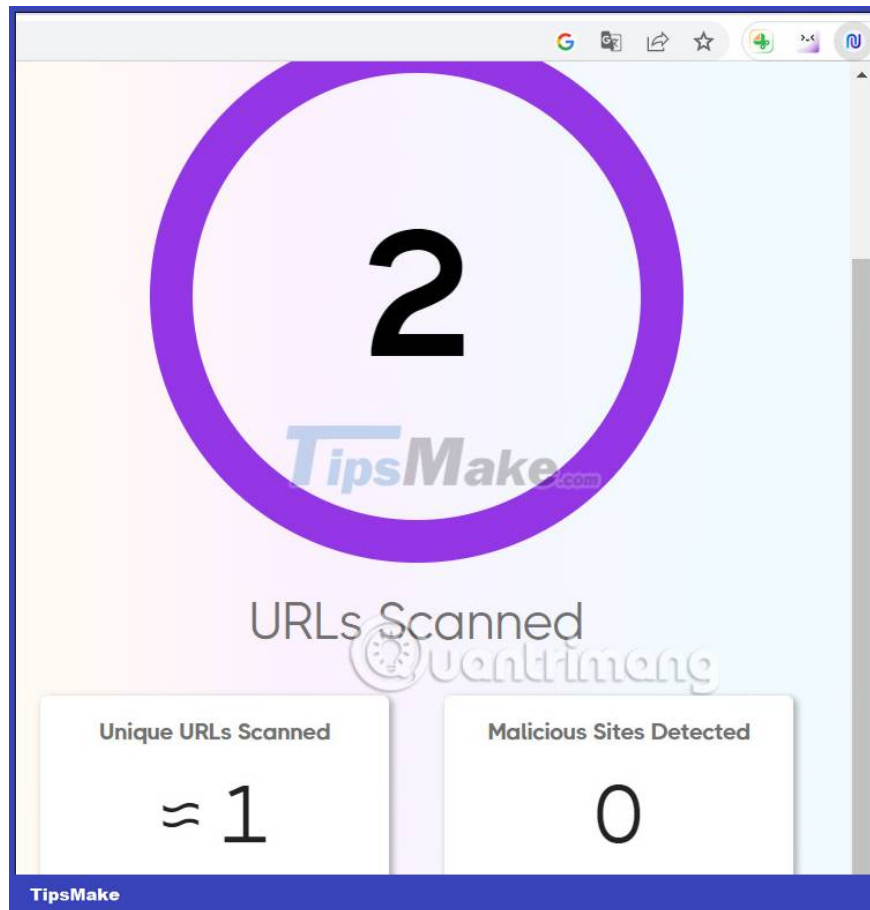 2
TipsMake.com
URLs Scanned
Quantrimang
Unique URLs Scanned
Malicious Sites Detected
≈ 1
0
TipsMake